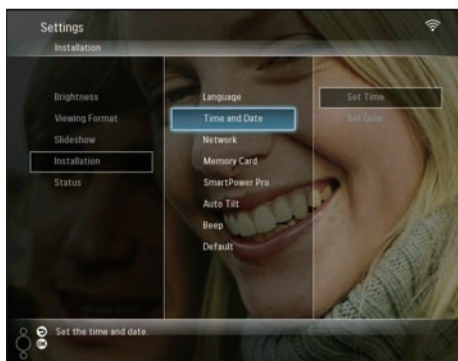 Settings
Installation
Brightness
Viewing Format
Slideshow
Installation
Status
Language
Time and Date
Network
Memory Card
SmartPower Pro
Auto Tilt
Beep
Default
Set Time
Set Date
OK
Set the time and date.